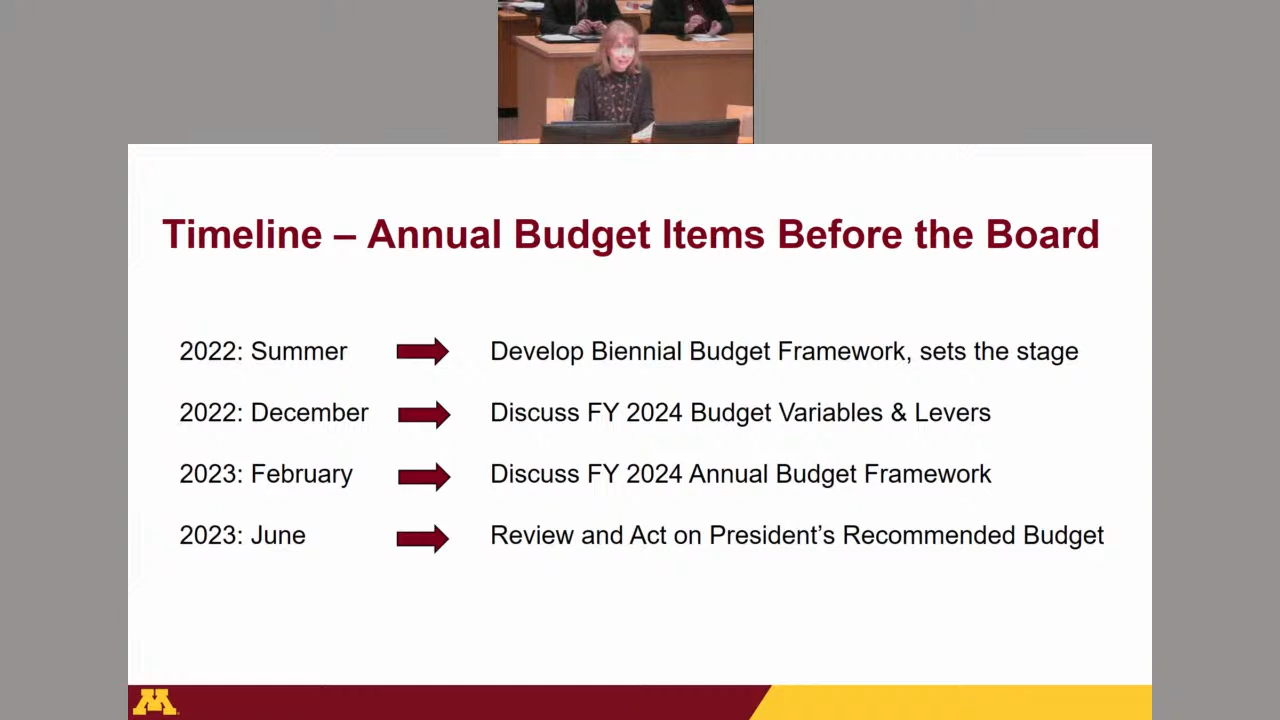 Timeline – Annual Budget Items Before the Board
2022: Summer Develop Biennial Budget Framework, sets the stage
2022: December Discuss FY 2024 Budget Variables & Levers
2023: February Discuss FY 2024 Annual Budget Framework
2023: June Review and Act on President’s Recommended Budget
M